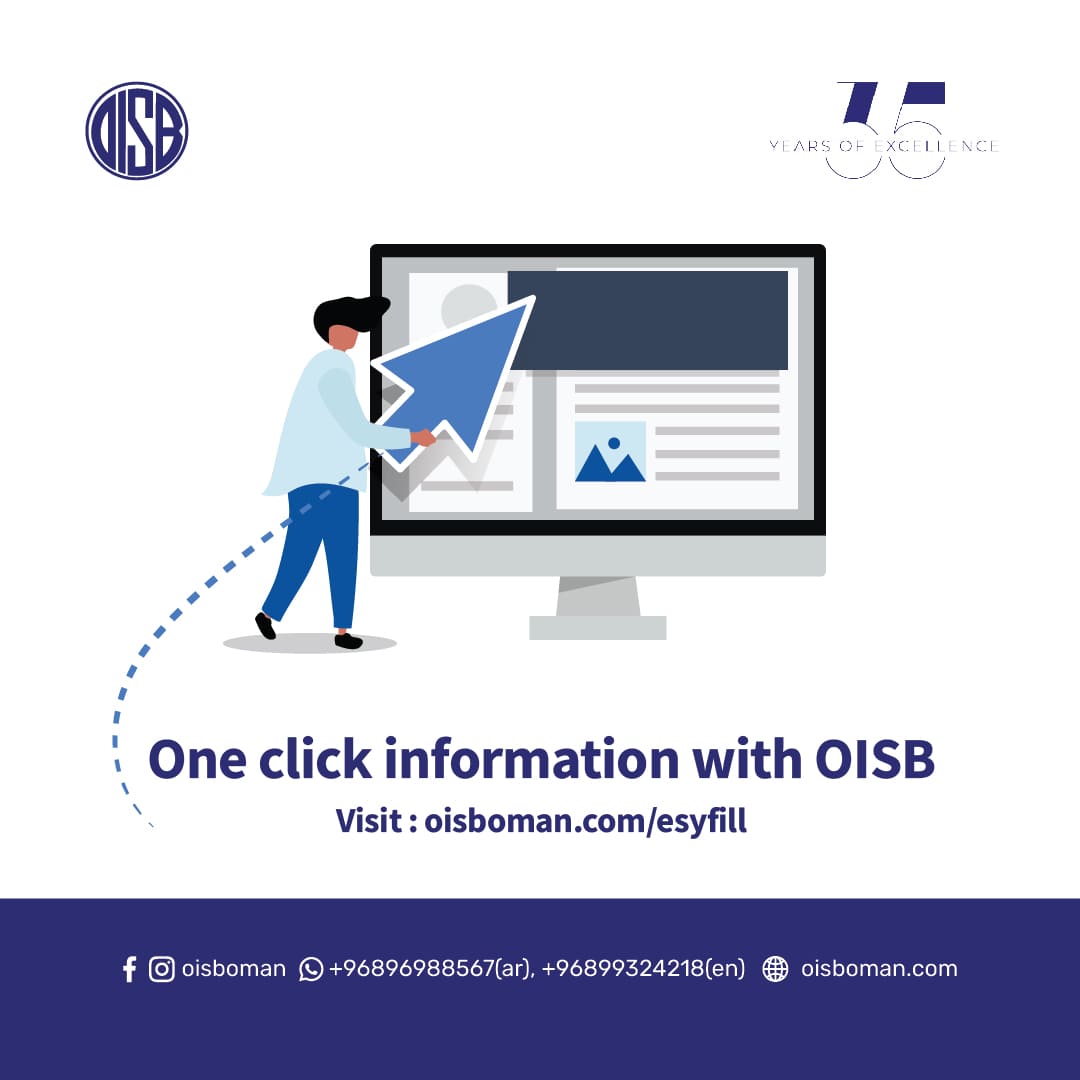 OISB
35
YEARS OF EXCELLENCE
One click information with OISB
Visit : oisboman.com/esyfill
oisboman +96896988567(ar), +96899324218(en) oisboman.com